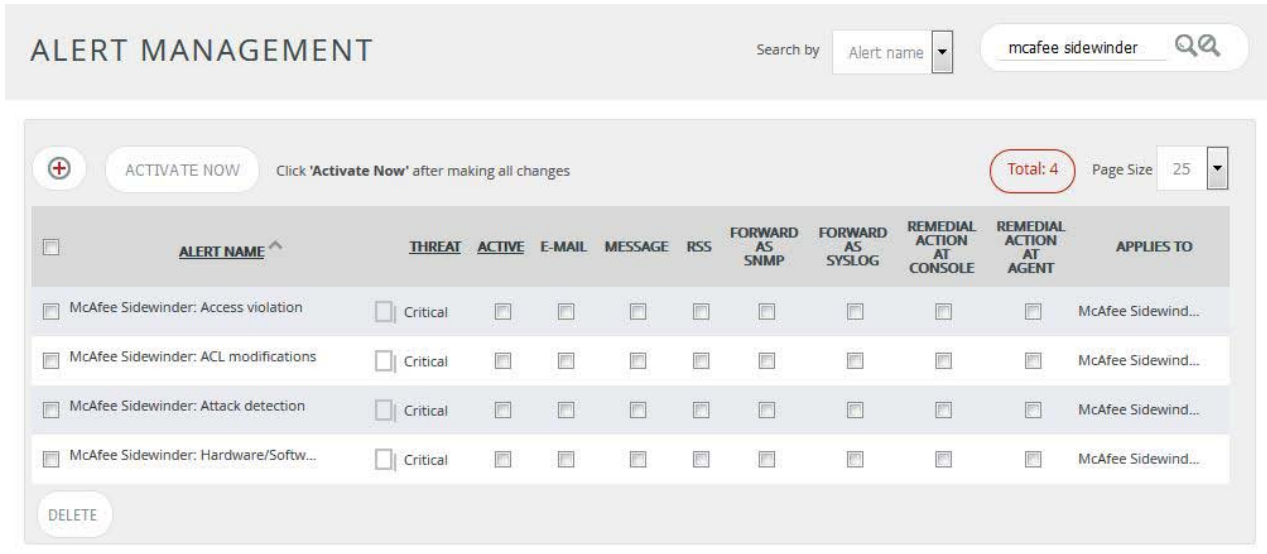 ALERT MANAGEMENT
Search by Alert name mcafee sidewinder
ACTIVATE NOW Click 'Activate Now' after making all changes Total: 4 Page Size 25
ALERT NAME THREAT ACTIVE E-MAIL MESSAGE RSS FORWARD AS SNMP FORWARD AS SYSLOG REMEDIAL ACTION AT CONSOLE REMEDIAL ACTION AT AGENT APPLIES TO
McAfee Sidewinder: Access violation Critical McAfee Sidewind...
McAfee Sidewinder: ACL modifications Critical McAfee Sidewind...
McAfee Sidewinder: Attack detection Critical McAfee Sidewind...
McAfee Sidewinder: Hardware/Softw... Critical McAfee Sidewind...
DELETE